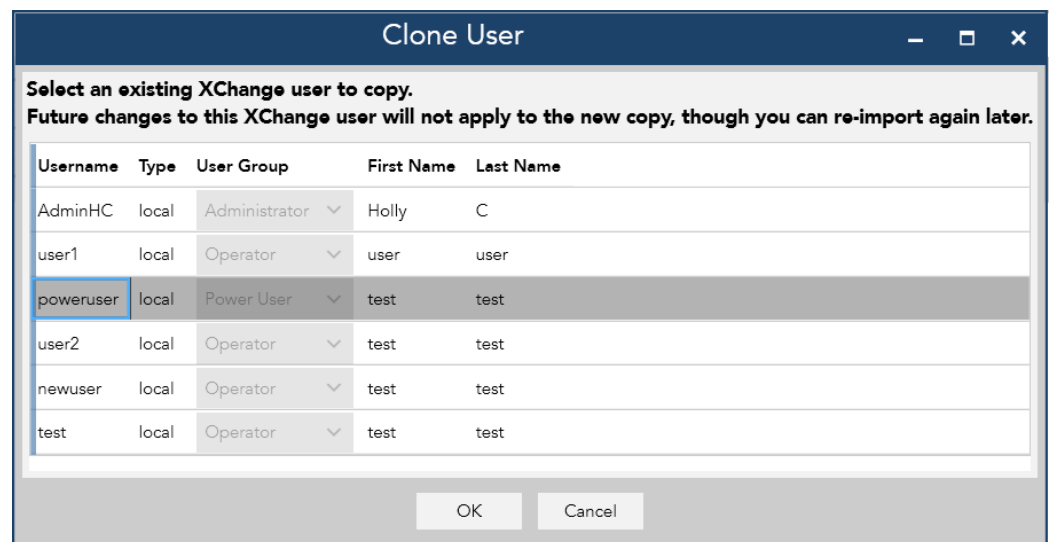 Clone User
Select an existing XChange user to copy.
Future changes to this XChange user will not apply to the new copy, though you can re-import again later.
Username Type User Group First Name Last Name
AdminHC local Administrator Holly C
user1 local Operator user user
poweruser local Power User test test
user2 local Operator test test
newuser local Operator test test
test local Operator test test
OK Cancel